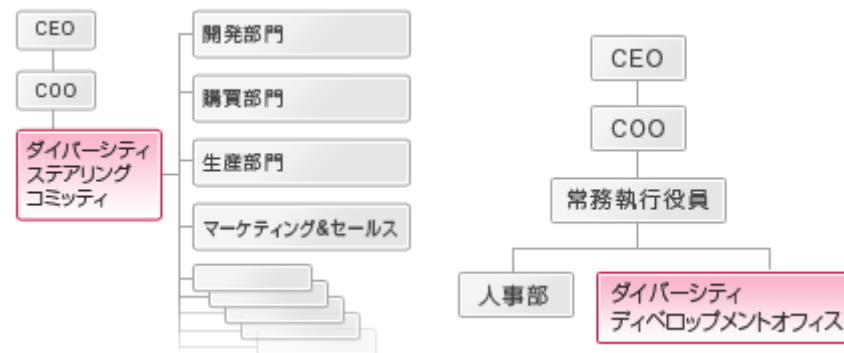 CEO
COO
ダイバーシティ
ステアリング
コミッティ
開発部門
購買部門
生産部門
マーケティング&セールス
CEO
COO
常務執行役員
人事部
ダイバーシティ
ディベロップメントオフィス